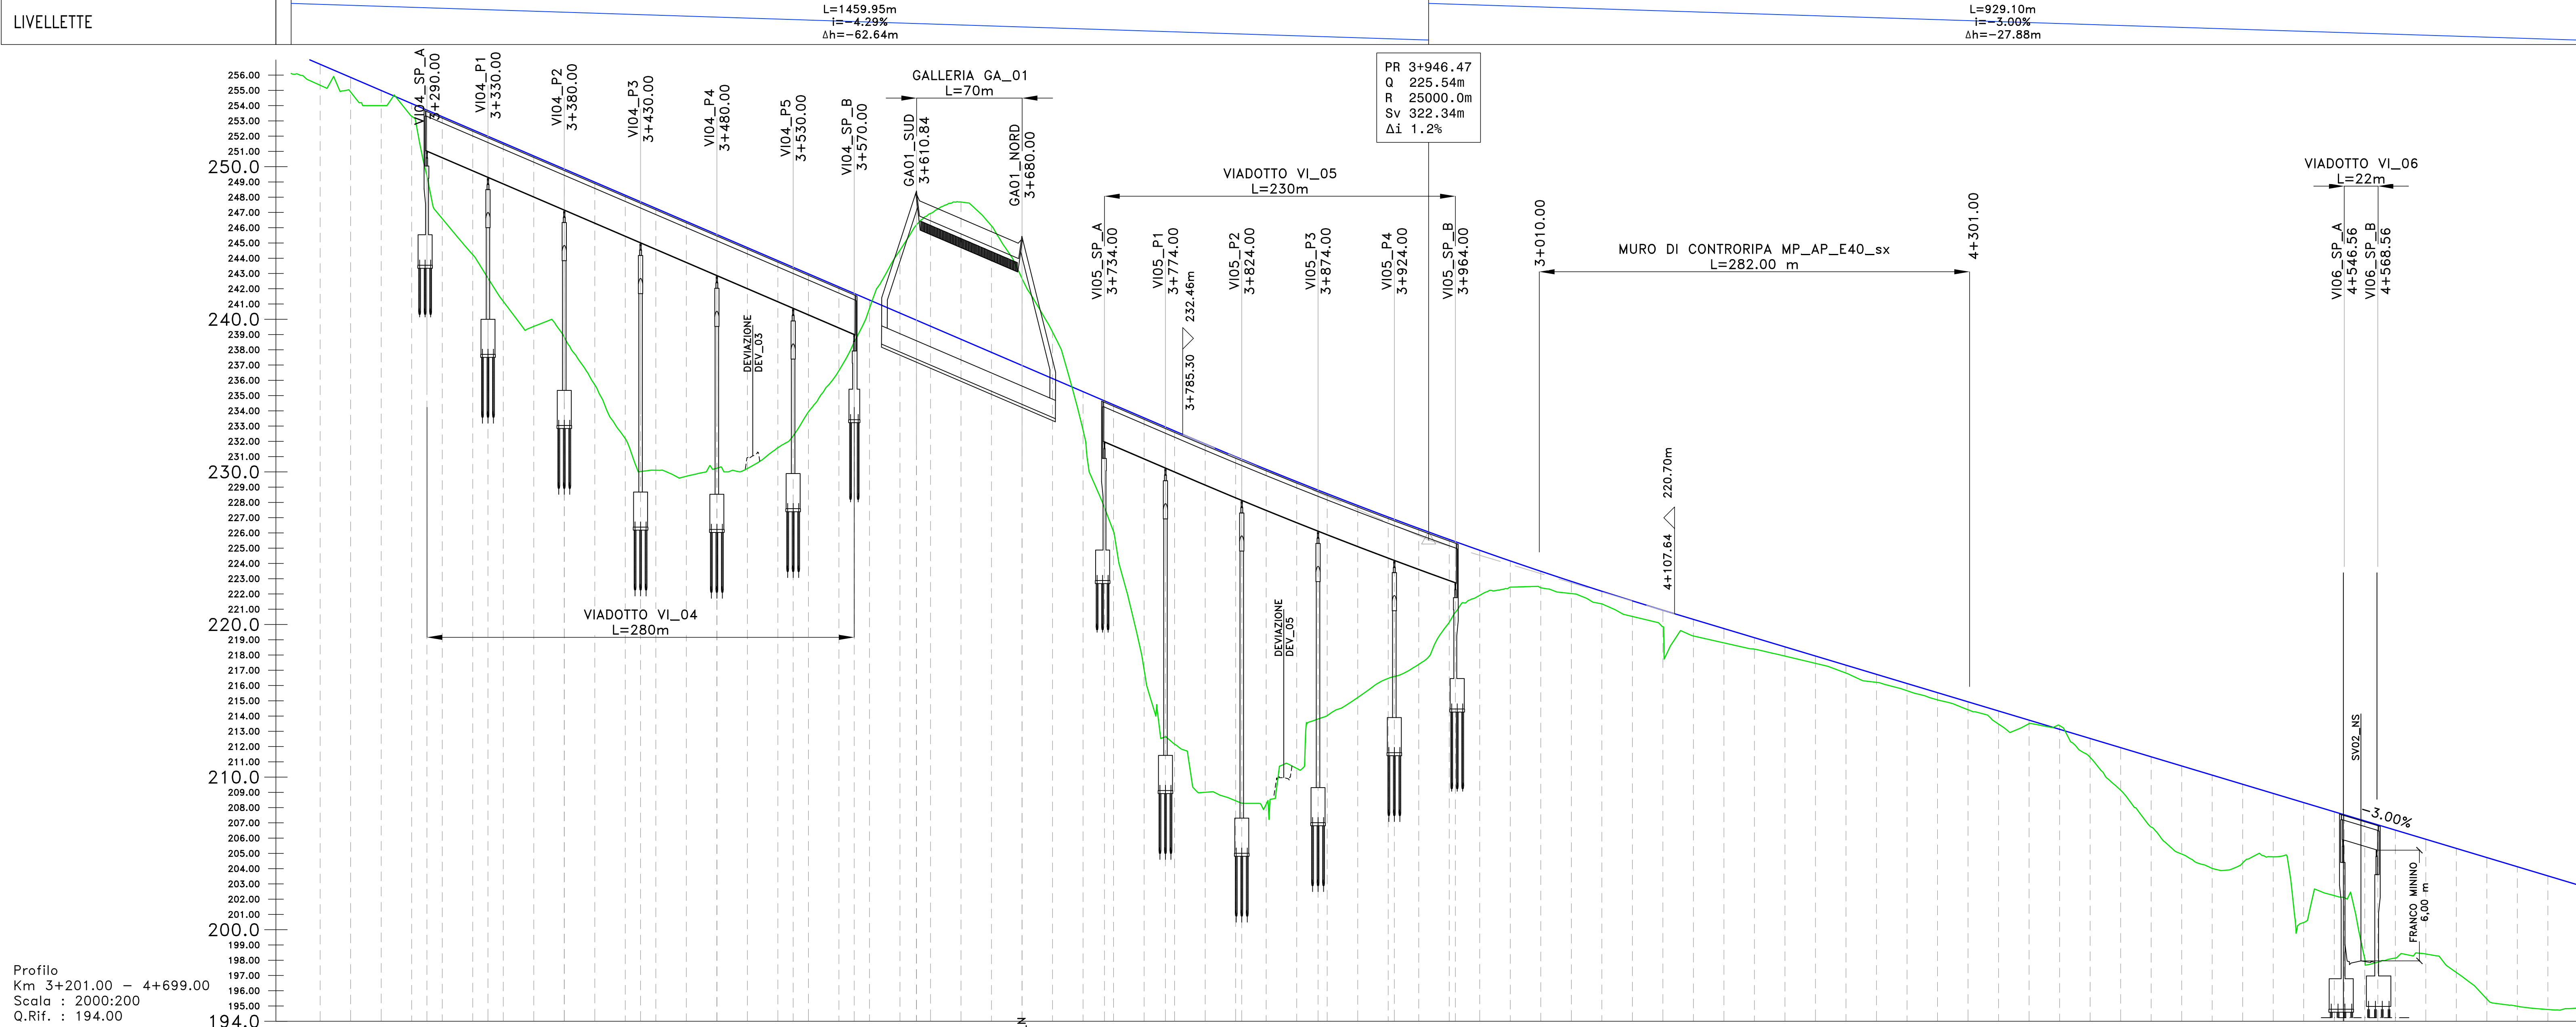 LIVELLETTE
L=1459.95m
i=-4.29%
Δh=-62.64m
L=929.10m
i=-3.00%
Δh=-27.88m
PR 3+946.47
Q 225.54m
R 25000.0m
Sv 322.34m
Δi 1.2%
VI04_SP_A
3+290.00
VI04_P1
3+330.00
VI04_P2
3+380.00
VI04_P3
3+430.00
VI04_P4
3+480.00
VI04_P5
3+530.00
VI04_SP_B
3+570.00
GALLERIA GA_01
L=70m
GA01_SUD
3+610.84
GA01_NORD
3+680.00
VIADOTTO VI_05
L=230m
VI05_SP_A
3+734.00
VI05_P1
3+774.00
3+785.30 232.46m
VI05_P2
3+824.00
VI05_P3
3+874.00
VI05_P4
3+924.00
VI05_SP_B
3+964.00
3+010.00
MURO DI CONTRORIPA MP_AP_E40_sx
L=282.00 m
4+301.00
4+107.64 220.70m
VIADOTTO VI_06
L=22m
VI06_SP_A
4+546.56
VI06_SP_B
4+568.56
DEVIAZIONE
DEV_03
VIADOTTO VI_04
L=280m
DEVIAZIONE
DEV_05
SV02_NS
-3.00%
FRANCO MININO
6,00 m
256.00
255.00
254.00
253.00
252.00
251.00
250.0
249.00
248.00
247.00
246.00
245.00
244.00
243.00
242.00
241.00
240.0
239.00
238.00
237.00
236.00
235.00
234.00
233.00
232.00
231.00
230.0
229.00
228.00
227.00
226.00
225.00
224.00
223.00
222.00
221.00
220.0
219.00
218.00
217.00
216.00
215.00
214.00
213.00
212.00
211.00
210.0
209.00
208.00
207.00
206.00
205.00
204.00
203.00
202.00
201.00
200.0
199.00
198.00
197.00
196.00
195.00
194.0
Profilo
Km 3+201.00 - 4+699.00
Scala : 2000:200
Q.Rif. : 194.00